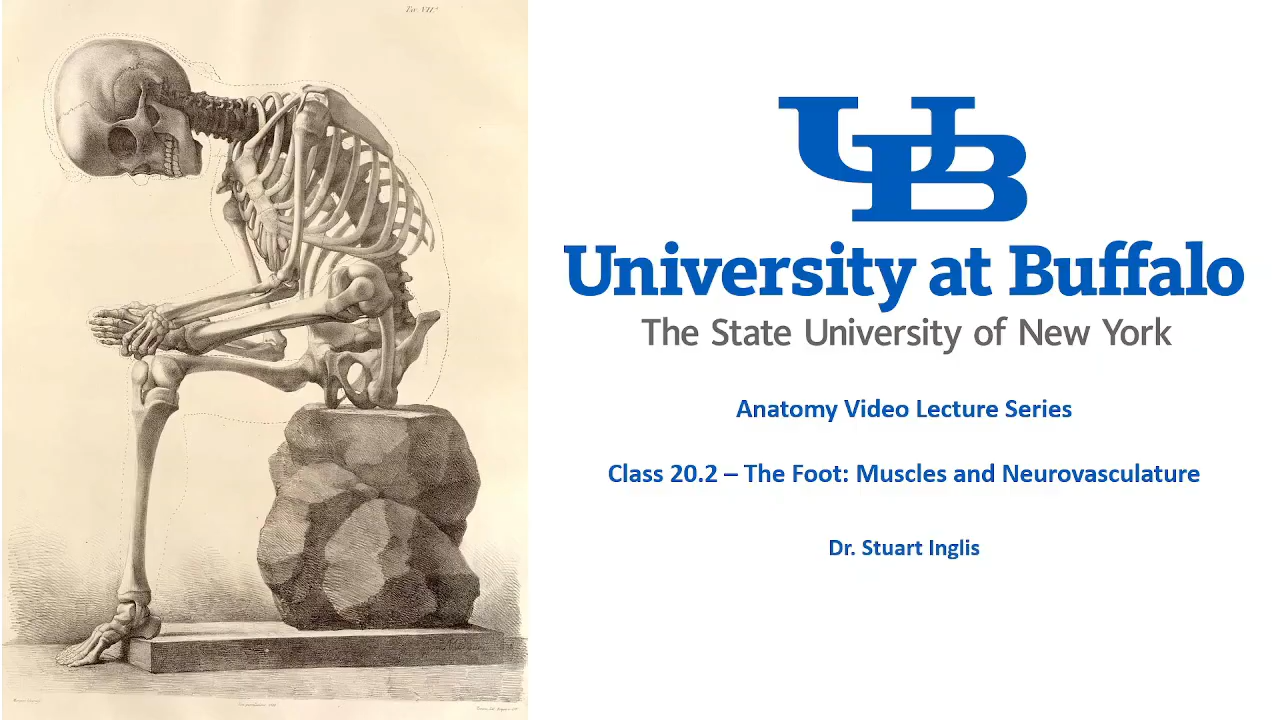 UB
University at Buffalo
The State University of New York
Anatomy Video Lecture Series
Class 20.2 – The Foot: Muscles and Neurovasculature
Dr. Stuart Inglis